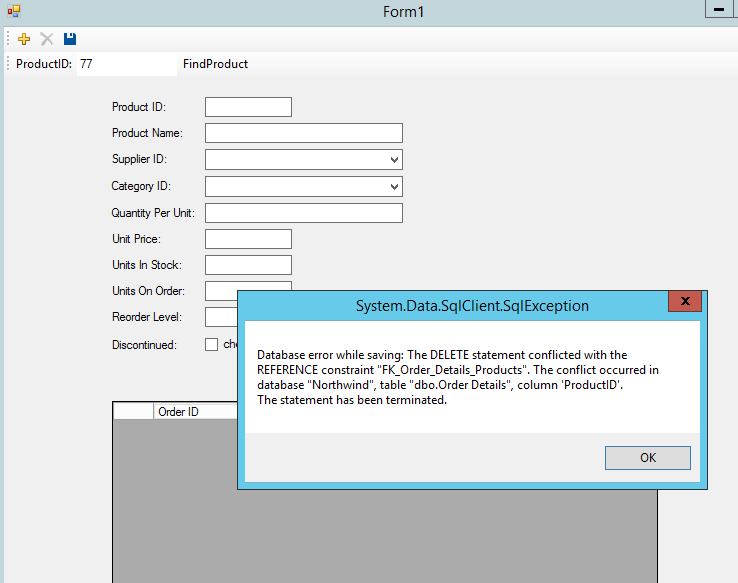 Form1
ProductID: 77 FindProduct
Product ID:
Product Name:
Supplier ID:
Category ID:
Quantity Per Unit:
Unit Price:
Units In Stock:
Units On Order:
Reorder Level:
Discontinued:
System.Data.SqlClient.SqlException
x
Database error while saving: The DELETE statement conflicted with the
REFERENCE constraint "FK_Order_Details_Products". The conflict occurred in
database "Northwind", table "dbo.Order Details", column 'ProductID'.
The statement has been terminated.
OK
Order ID